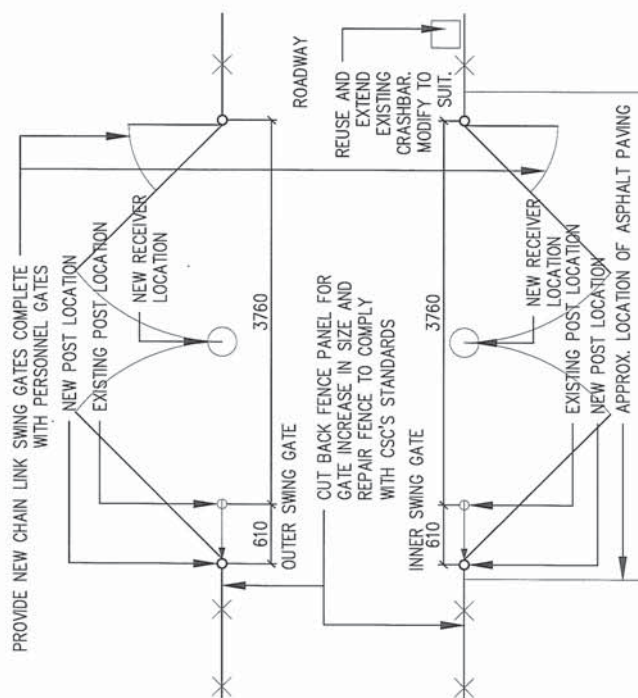 PROVIDE NEW CHAIN LINK SWING GATES COMPLETE
WITH PERSONNEL GATES
NEW POST LOCATION
EXISTING POST LOCATION
NEW RECEIVER
LOCATION
610
3760
OUTER SWING GATE
ROADWAY
CUT BACK FENCE PANEL FOR
GATE INCREASE IN SIZE AND
REPAIR FENCE TO COMPLY
WITH CSC'S STANDARDS
REUSE AND
EXTEND
EXISTING
CRASHBAR.
MODIFY TO
SUIT.
INNER SWING GATE
610
3760
NEW RECEIVER
LOCATION
EXISTING POST LOCATION
NEW POST LOCATION
APPROX. LOCATION OF ASPHALT PAVING